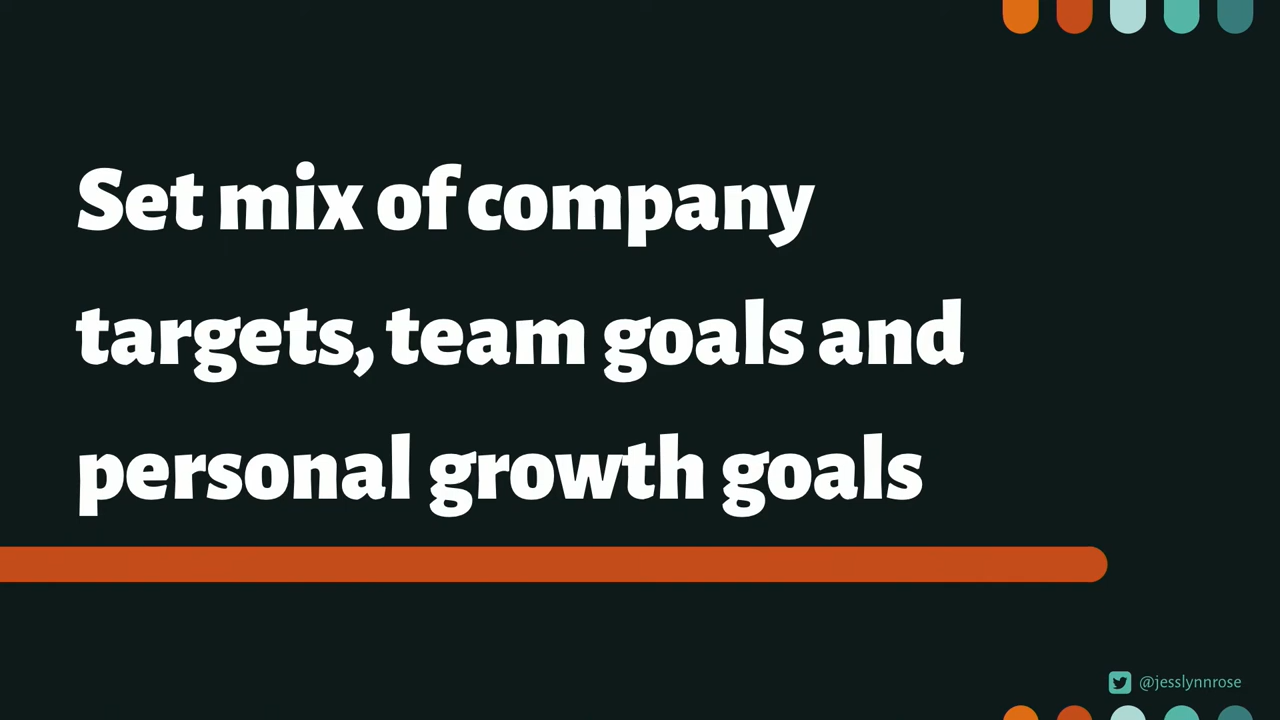 Set mix of company
targets, team goals and
personal growth goals
@jesslynnrose